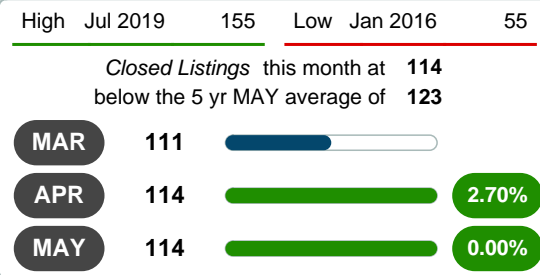 High Jul 2019 155 Low Jan 2016 55
Closed Listings this month at 114
below the 5 yr MAY average of 123
MAR 111
APR 114 2.70%
MAY 114 0.00%